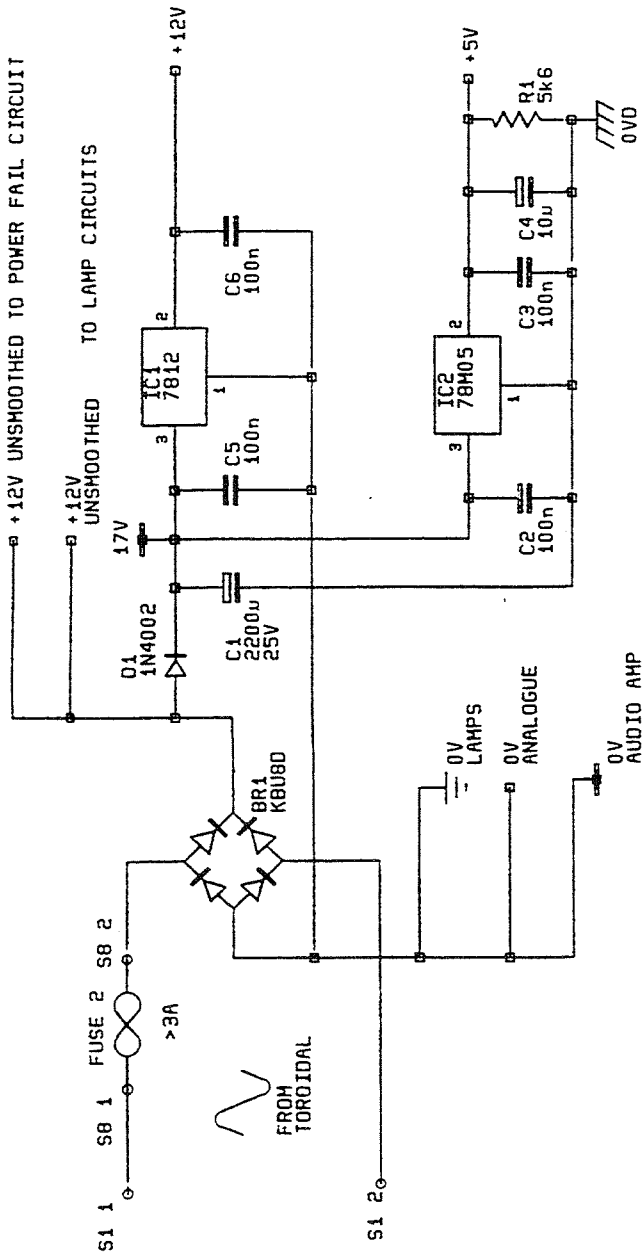 +12V UNSMOOTHED TO POWER FAIL CIRCUIT
+12V
UNSMOOTHED
TO LAMP CIRCUITS
17V
+12V
D1
1N4002
IC1
7812
3
2
1
C1
2200u
25V
C5
100n
C6
100n
S1 1
S8 1
FUSE 2
S8 2
>3A
FROM
TOROIDAL
S1 2
BR1
KBU8D
+5V
IC2
78M05
3
2
1
C2
100n
C3
100n
C4
10u
R1
5k6
0VD
0V
LAMPS
0V
ANALOGUE
0V
AUDIO AMP